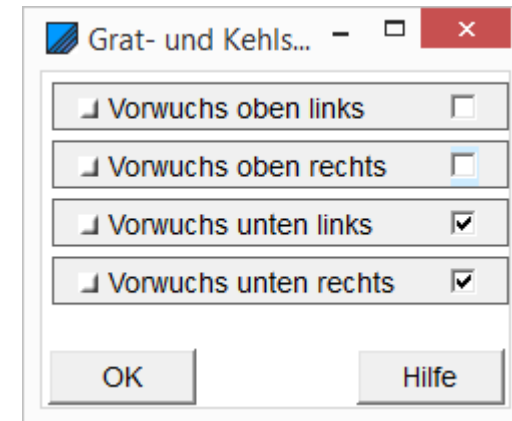 Grat- und Kehls...
Vorwuchs oben links
Vorwuchs oben rechts
Vorwuchs unten links
Vorwuchs unten rechts
OK Hilfe